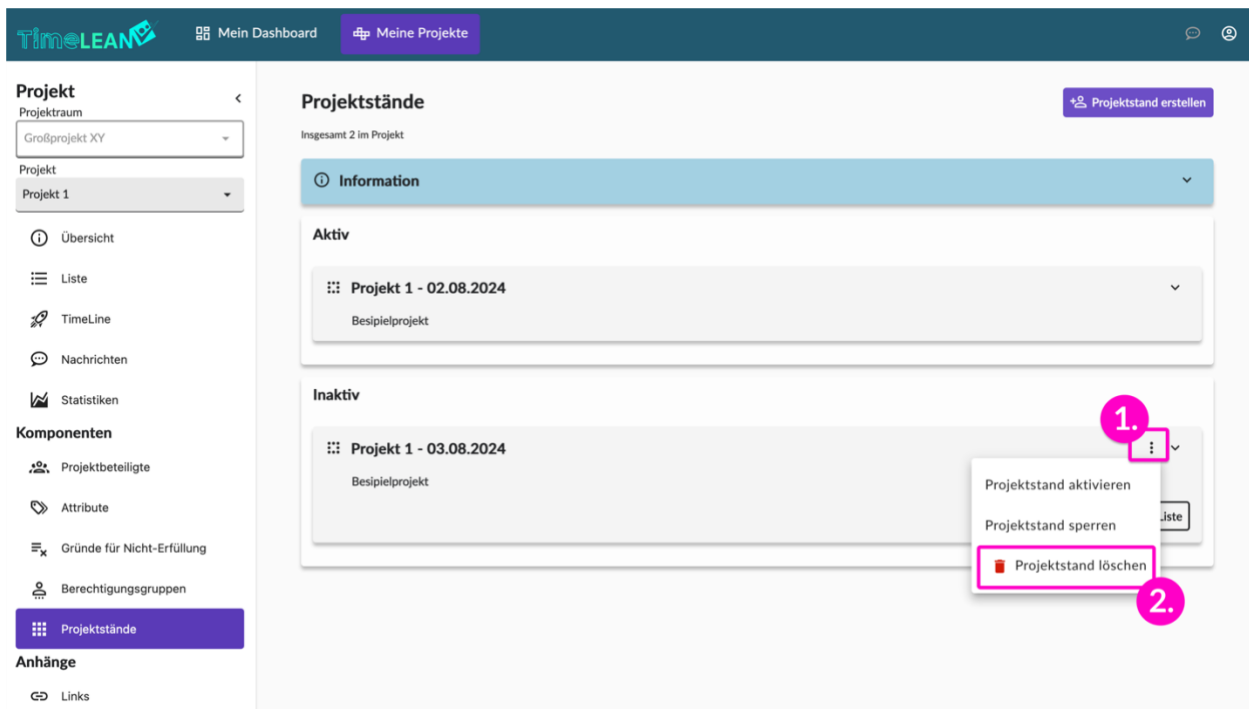 TimeLEAN
Mein Dashboard
Meine Projekte
Projekt
Projektraum
Großprojekt XY
Projekt
Projekt 1
Übersicht
Liste
TimeLine
Nachrichten
Statistiken
Komponenten
Projektbeteiligte
Attribute
Gründe für Nicht-Erfüllung
Berechtigungsgruppen
Projektstände
Anhänge
Links
Projektstände
Projektstand erstellen
Insgesamt 2 im Projekt
Information
Aktiv
Projekt 1 - 02.08.2024
Besipielprojekt
Inaktiv
1.
Projekt 1 - 03.08.2024
Besipielprojekt
Projektstand aktivieren
Liste
Projektstand sperren
Projektstand löschen
2.